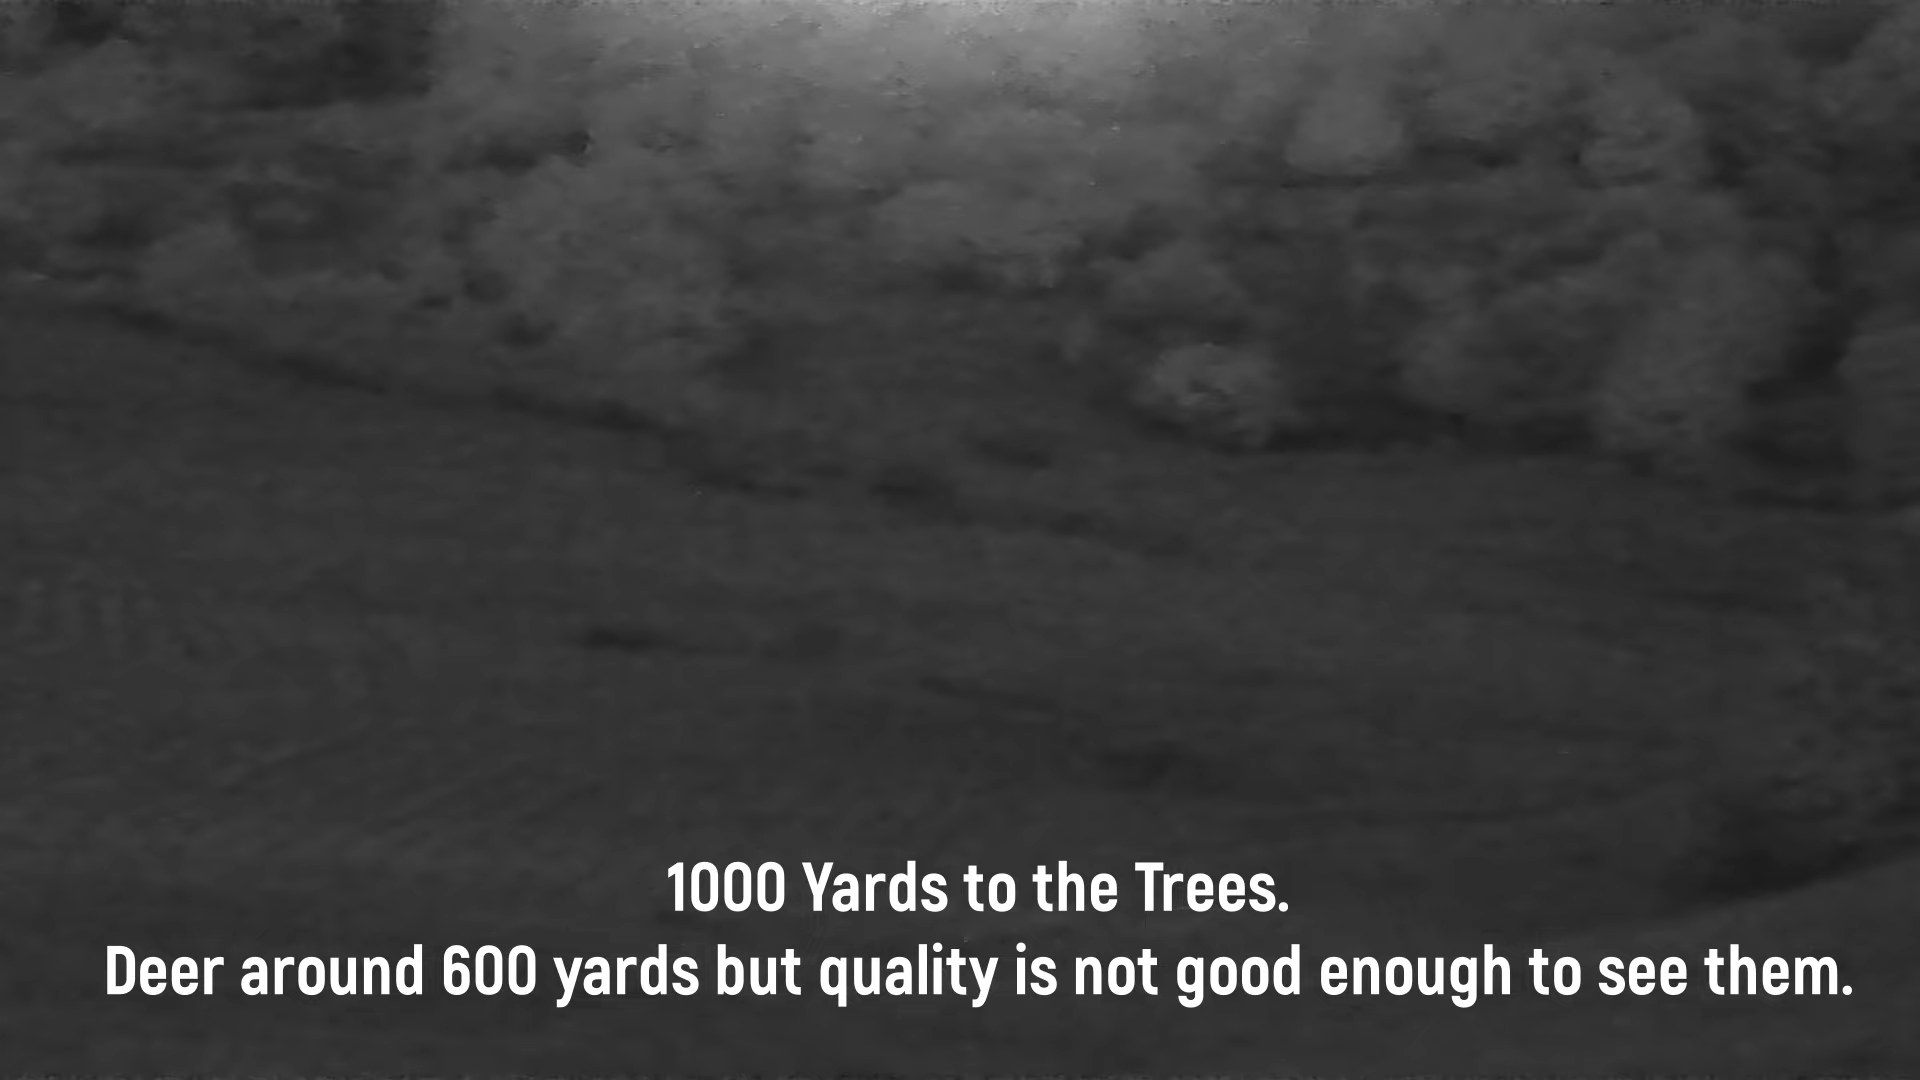 1000 Yards to the Trees.
Deer around 600 yards but quality is not good enough to see them.